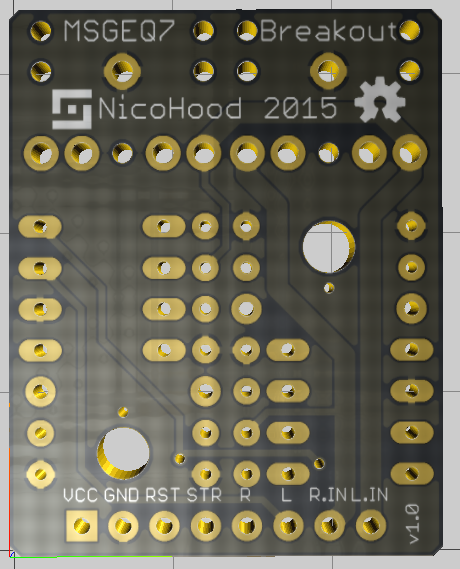 MSGEQ7 Breakout
NicoHood 2015
VCC GND RST STR R L R.IN L.IN
v1.0